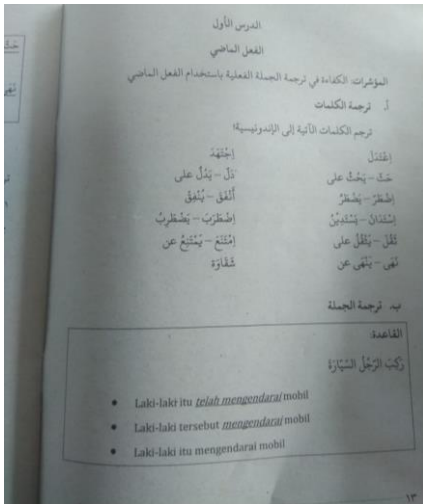 الدرس الأول
الفعل الماضي
المؤشرات: الكفاءة في ترجمة الجملة الفعلية باستخدام الفعل الماضي
أ. ترجمة الكلمات
ترجم الكلمات الآتية إلى الإندونيسية!
اِعْتَدَلَ اِجْتَهَدَ
حَثَّ – يَحُثُّ على دَلَّ – يَدُلُّ على
اِضْطَرَّ – يَضْطَرُّ أَنْفَقَ – يُنْفِقُ
اِسْتَدَانَ – يَسْتَدِيْنُ اِضْطَرَبَ – يَضْطَرِبُ
ثَقُلَ – يَثْقُلُ على اِمْتَنَعَ – يَمْتَنِعُ عن
نَهَى – يَنْهَى عن شَقَاوَة
ب. ترجمة الجملة
القاعدة:
رَكِبَ الرَّجُلُ السَّيَّارَةَ
• Laki-laki itu telah mengendarai mobil
• Laki-laki tersebut mengendarai mobil
• Laki-laki itu mengendarai mobil
١٣